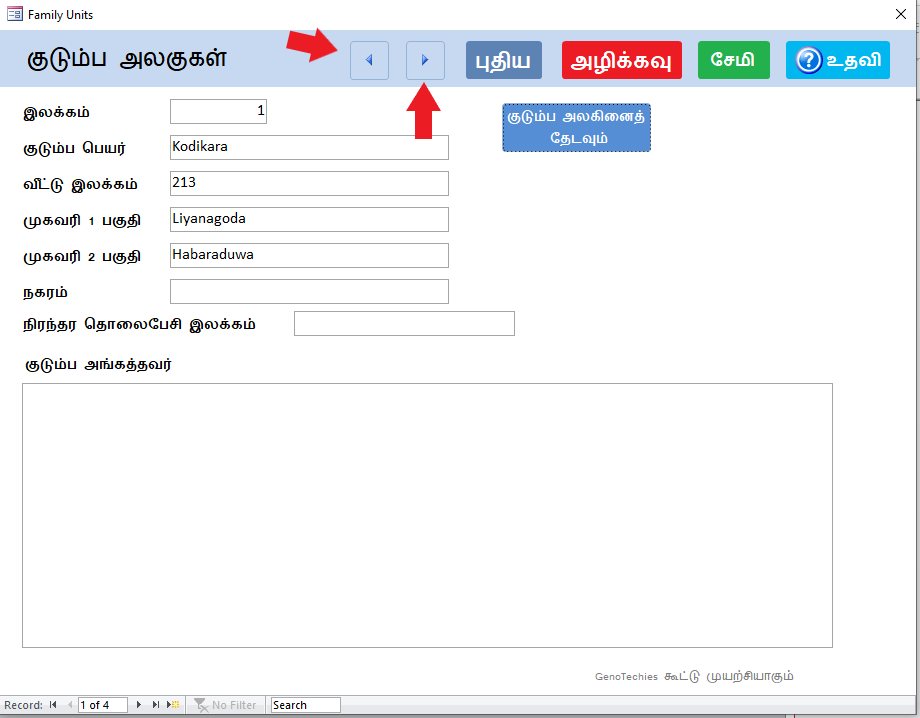 Family Units
குடும்ப அலகுகள்
புதிய
அழிக்கவு
சேமி
? உதவி
இலக்கம் 1
குடும்ப அலகினைத்
தேடவும்
குடும்ப பெயர் Kodikara
வீட்டு இலக்கம் 213
முகவரி 1 பகுதி Liyanagoda
முகவரி 2 பகுதி Habaraduwa
நகரம்
நிரந்தர தொலைபேசி இலக்கம்
குடும்ப அங்கத்தவர்
GenoTechies கூட்டு முயற்சியாகும்
Record: 1 of 4 No Filter Search